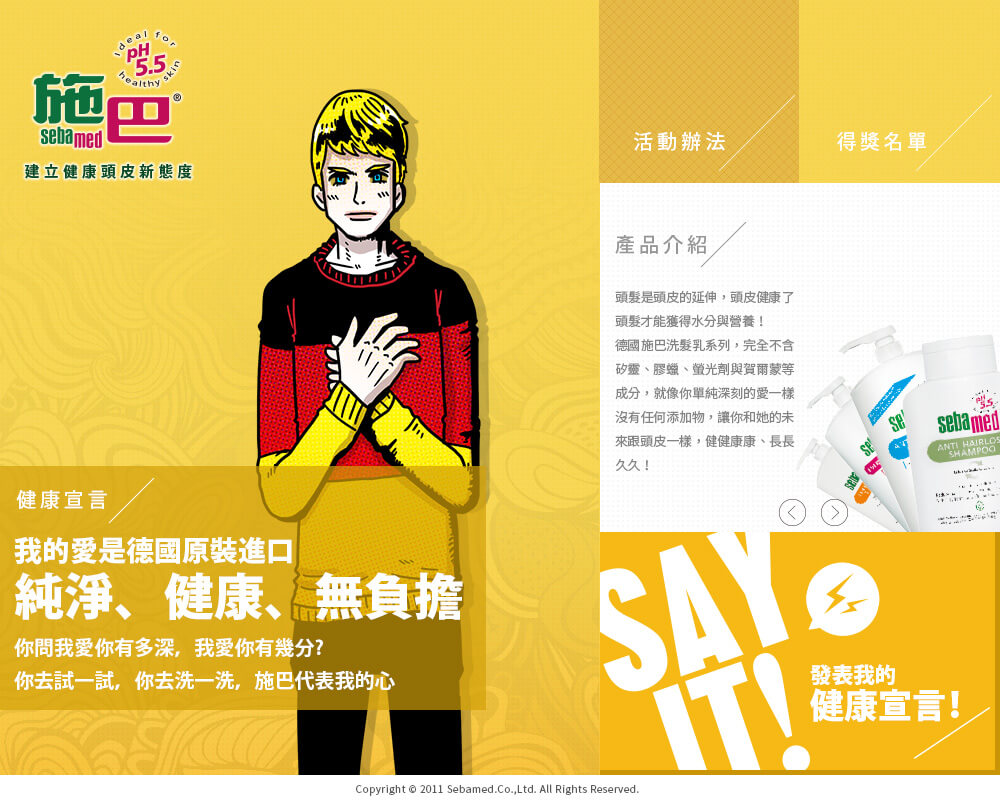 Ideal for
pH
5.5
healthy skin
施巴®
sebamed
建立健康頭皮新態度
健康宣言
我的愛是德國原裝進口
純淨、健康、無負擔
你問我愛你有多深，我愛你有幾分?
你去試一試，你去洗一洗，施巴代表我的心
活動辦法
得獎名單
產品介紹
頭髮是頭皮的延伸，頭皮健康了
頭髮才能獲得水分與營養！
德國施巴洗髮乳系列，完全不含
矽靈、膠蠟、螢光劑與賀爾蒙等
成分，就像你單純深刻的愛一樣
沒有任何添加物，讓你和她的未
來跟頭皮一樣，健健康康、長長
久久！
pH
5.5
sebamed
ANTI HAIRLOS
SHAMPOO
SAY
IT!
發表我的
健康宣言!
Copyright © 2011 Sebamed.Co.,Ltd. All Rights Reserved.